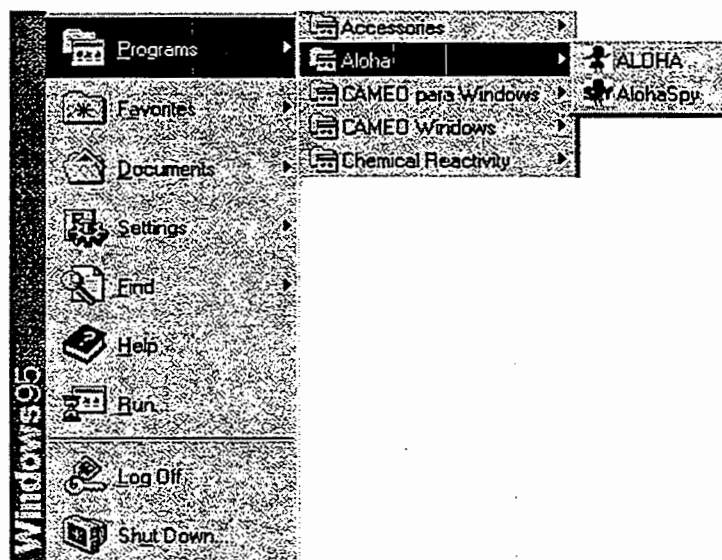 Programs
Favorites
Documents
Settings
Find
Help
Run...
Log Off...
Shut Down...
Windows95
Accessories
Aloha
CAMEO para Windows
CAMEO Windows
Chemical Reactivity
ALOHA
AlohaSpy